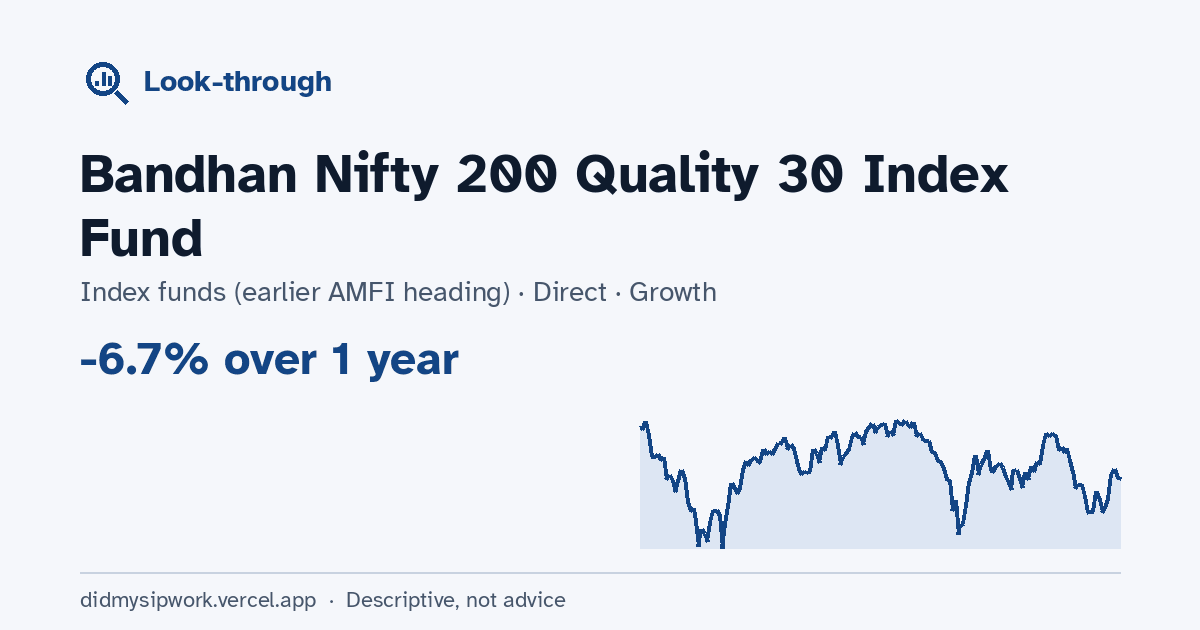 Look-through
Bandhan Nifty 200 Quality 30 Index
Fund
Index funds (earlier AMFI heading) · Direct · Growth
-6.7% over 1 year
didmysipwork.vercel.app · Descriptive, not advice